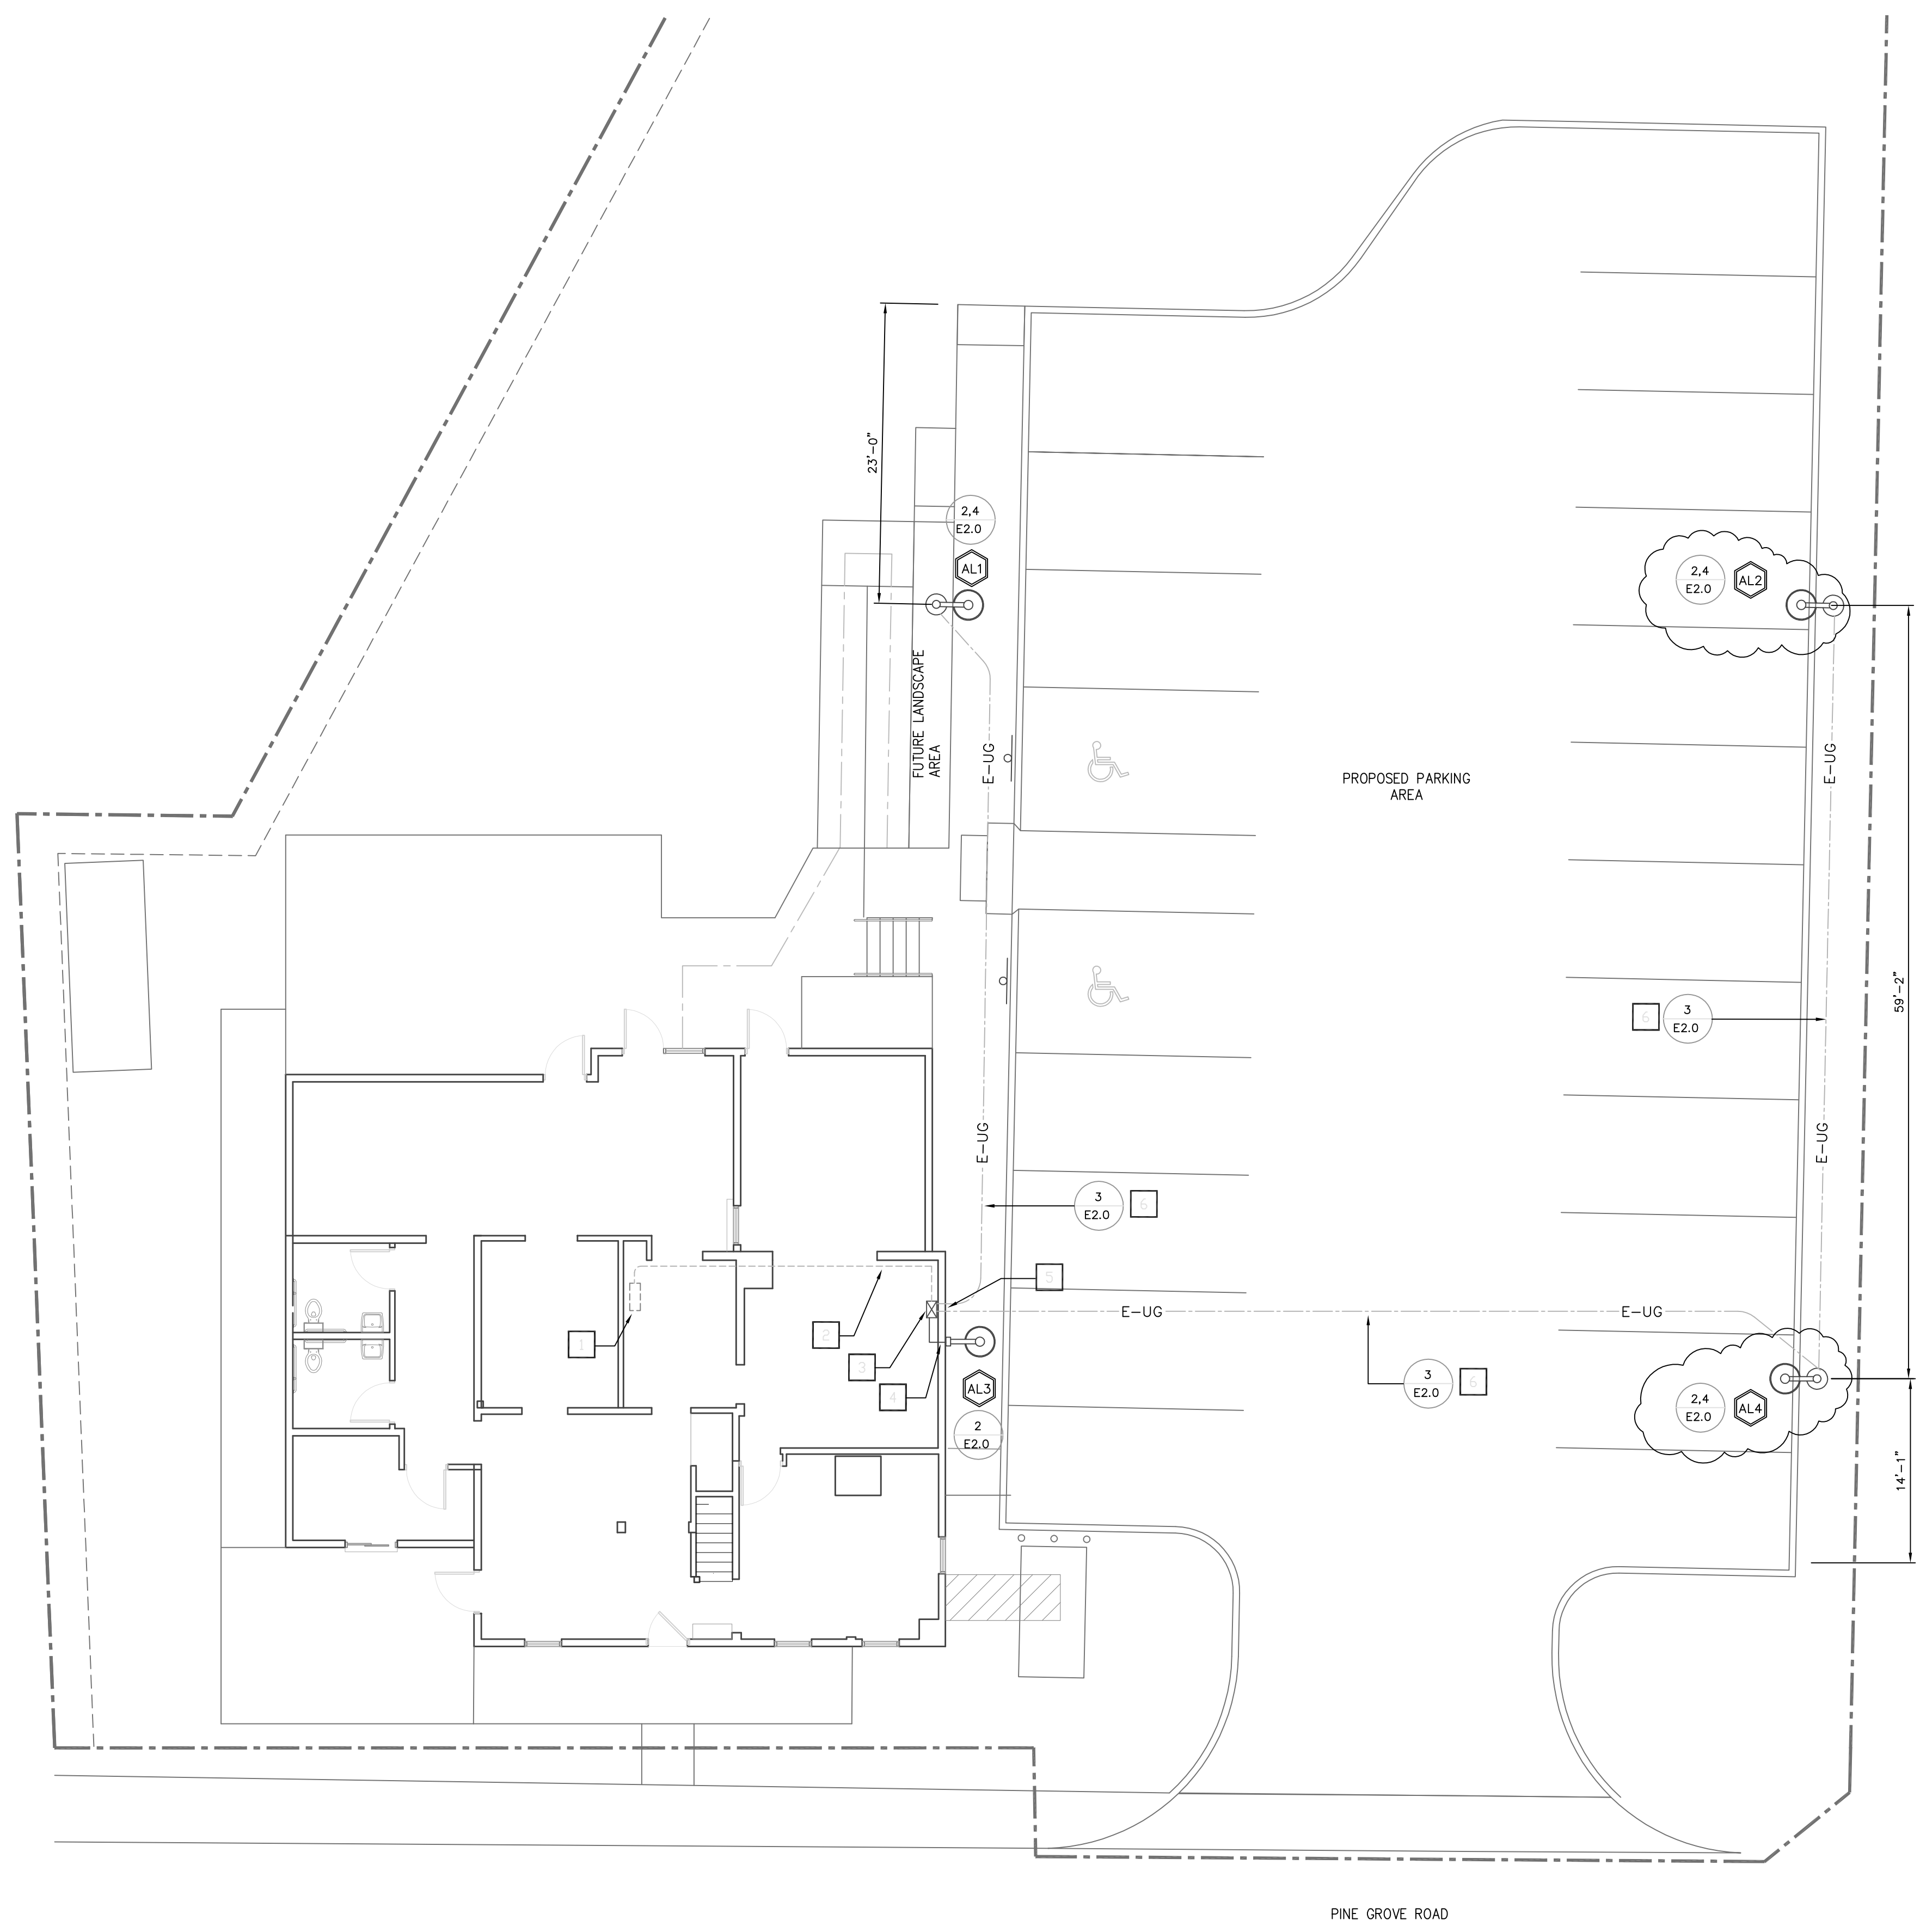 23'-0"
2,4
E2.0
AL1
2,4
E2.0
AL2
FUTURE LANDSCAPE
AREA
E-UG
E-UG
PROPOSED PARKING
AREA
59'-2"
6
3
E2.0
E-UG
E-UG
3
E2.0
6
5
E-UG
E-UG
1
2
3
4
AL3
2
E2.0
3
E2.0
6
2,4
E2.0
AL4
14'-1"
PINE GROVE ROAD